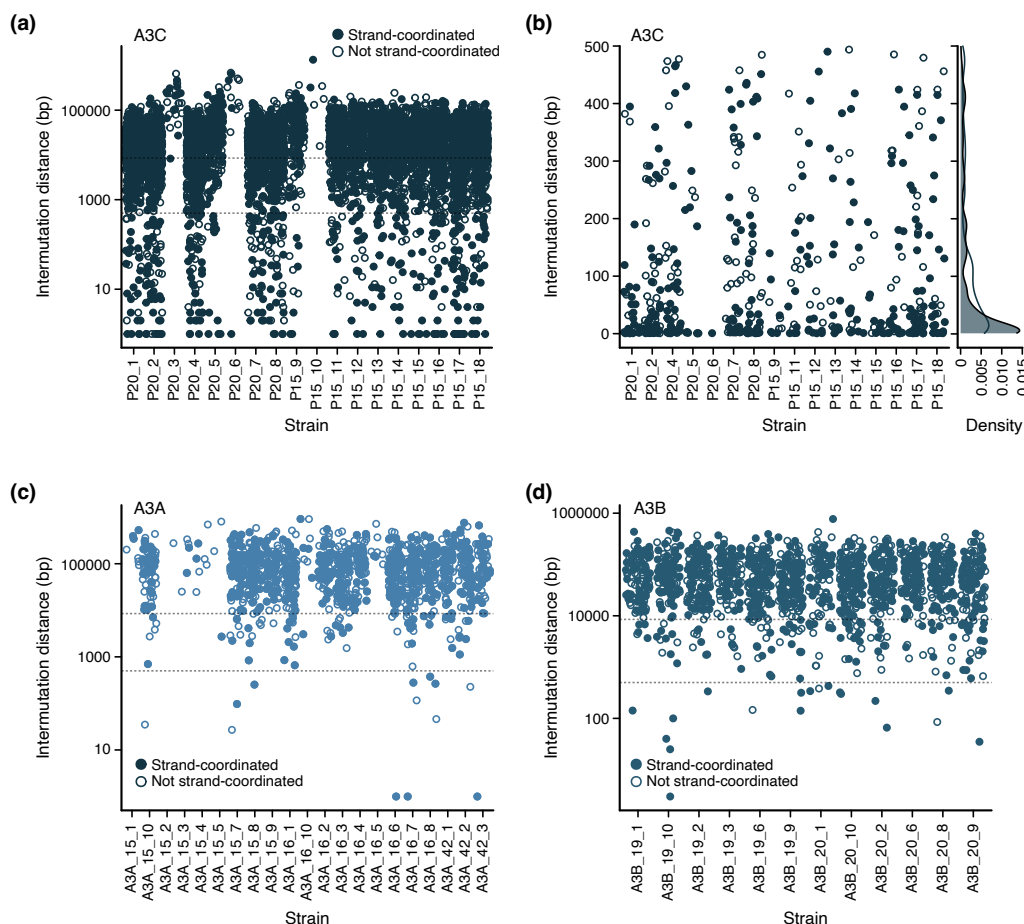 (a)
A3C
Strand-coordinated
Not strand-coordinated
Intermutation distance (bp)
100000
1000
10
P20_1
P20_2
P20_3
P20_4
P20_5
P20_6
P20_7
P20_8
P15_9
P15_10
P15_11
P15_12
P15_13
P15_14
P15_15
P15_16
P15_17
P15_18
Strain
(b)
A3C
Intermutation distance (bp)
500
400
300
200
100
0
P20_1
P20_2
P20_4
P20_5
P20_6
P20_7
P20_8
P15_9
P15_11
P15_12
P15_13
P15_14
P15_15
P15_16
P15_17
P15_18
Strain
0
0.005
0.010
0.015
Density
(c)
A3A
Intermutation distance (bp)
100000
1000
10
Strand-coordinated
Not strand-coordinated
A3A_15_1
A3A_15_10
A3A_15_2
A3A_15_3
A3A_15_4
A3A_15_6
A3A_15_7
A3A_15_8
A3A_15_9
A3A_16_1
A3A_16_10
A3A_16_2
A3A_16_3
A3A_16_4
A3A_16_5
A3A_16_6
A3A_16_7
A3A_16_8
A3A_42_1
A3A_42_2
A3A_42_3
Strain
(d)
A3B
Intermutation distance (bp)
1000000
10000
100
Strand-coordinated
Not strand-coordinated
A3B_19_1
A3B_19_10
A3B_19_2
A3B_19_3
A3B_19_6
A3B_19_9
A3B_20_1
A3B_20_10
A3B_20_2
A3B_20_6
A3B_20_8
A3B_20_9
Strain